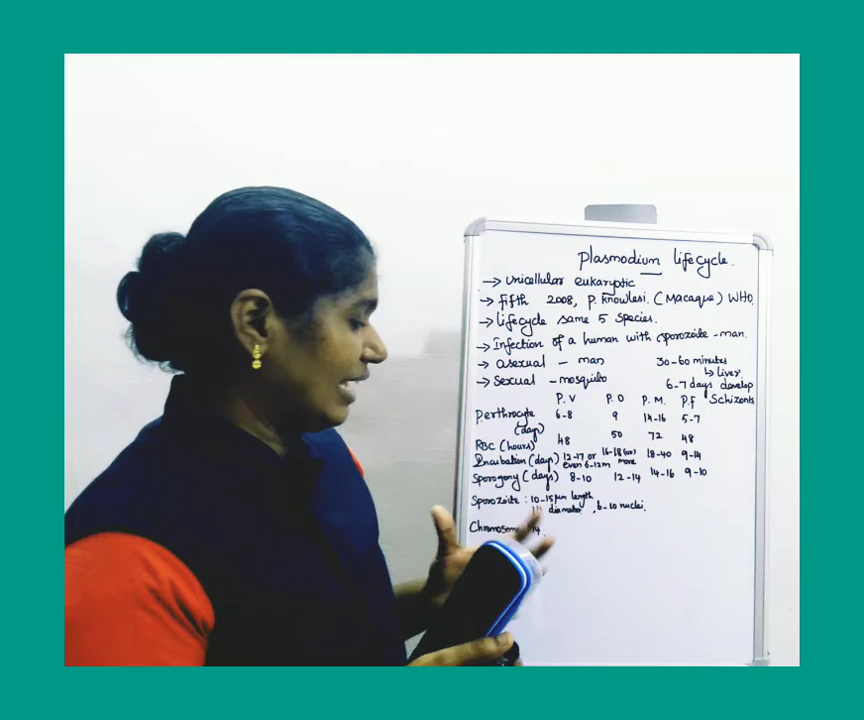 Plasmodium lifecycle.
→ Unicellular eukaryotic
→ fifth 2008, P. knowlesi. (Macaque) WHO.
→ lifecycle same 5 species.
→ Infection of a human with sporozoite - man.
→ asexual - man 30-60 minutes
↳ liver
→ Sexual - mosquito 6-7 days develop
P.V P.O P.M. P.f Schizonts
Perthrocyte 6-8 9 14-16 5-7
(days)
RBC (hours) 48 50 72 48
Incubation (days) 12-17 or 16-18 (or) 18-40 9-14
even 6-12m more
Sporogony (days) 8-10 12-14 14-16 9-10
Sporozoite : 10-15µm length
diameter , 6-10 nuclei.
14.